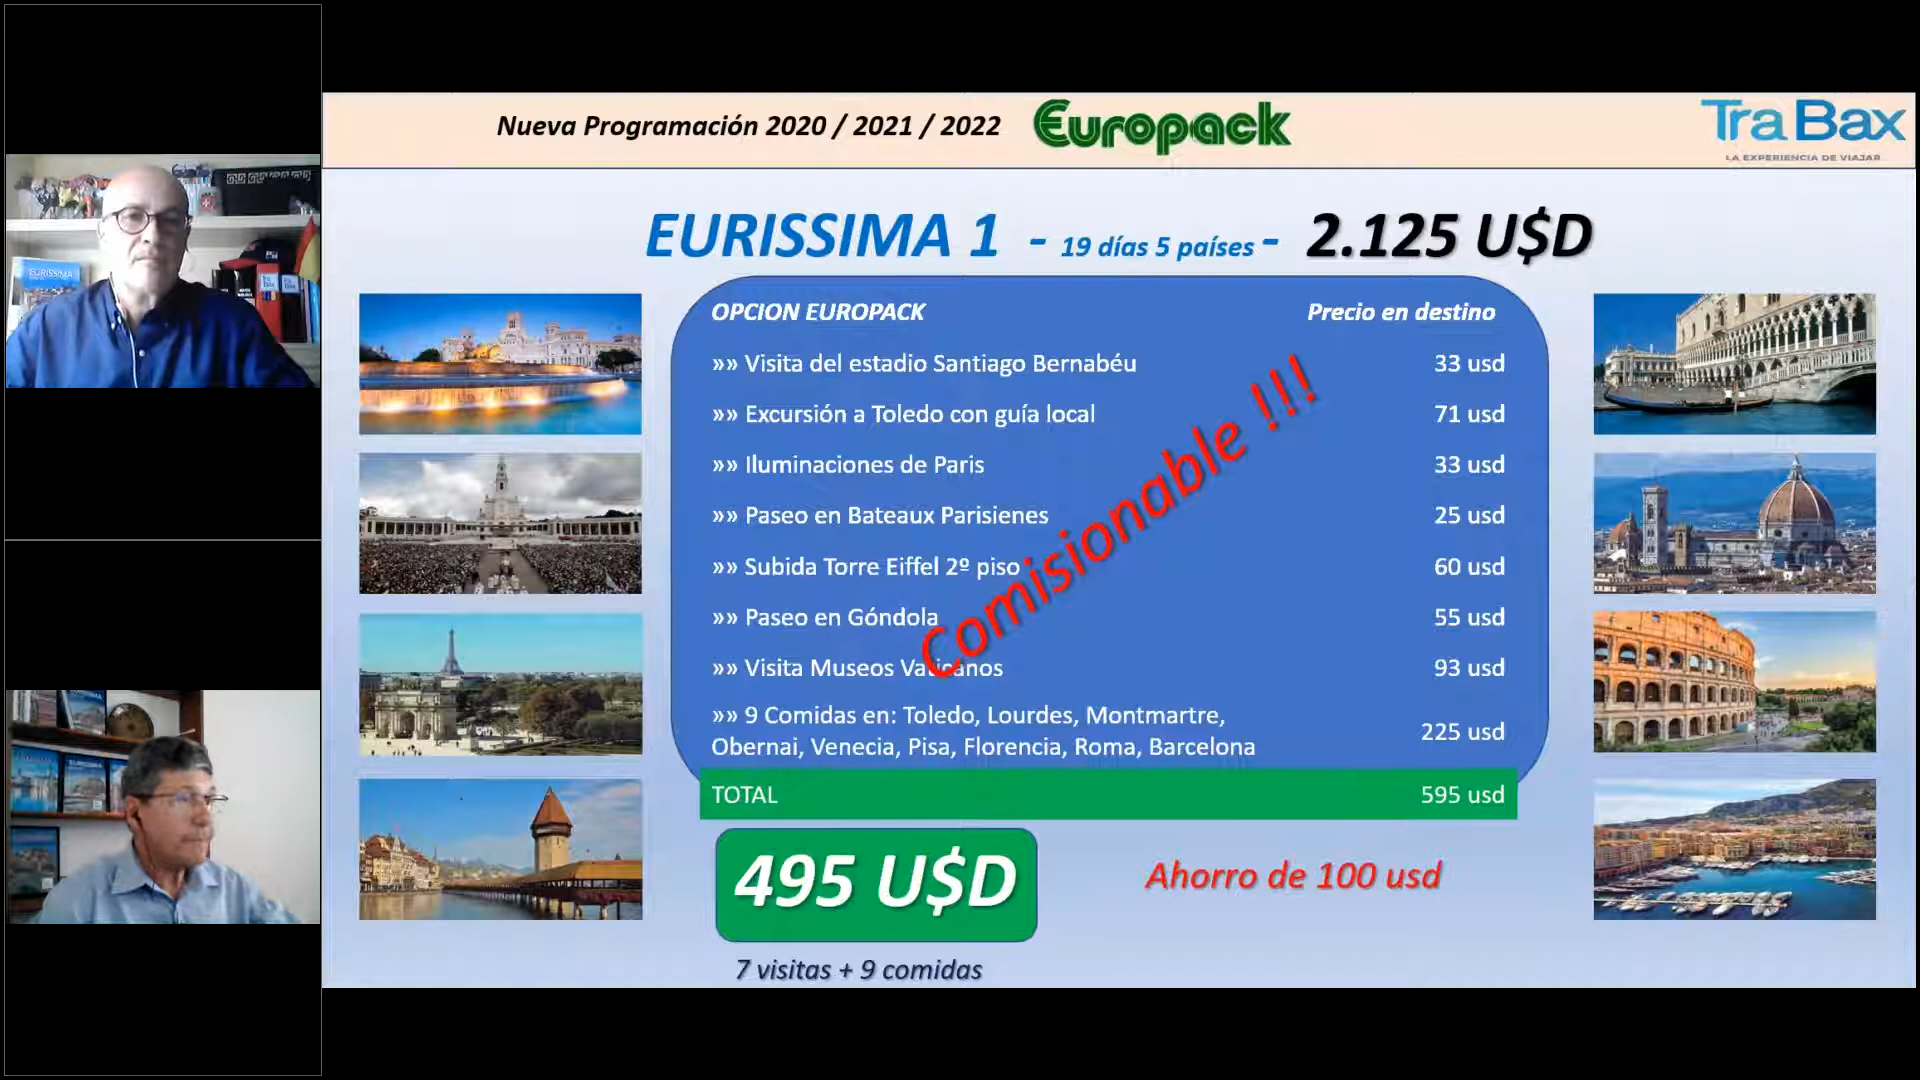 Nueva Programación 2020 / 2021 / 2022
Europack
TraBax
LA EXPERIENCIA DE VIAJAR
EURISSIMA 1 - 19 días 5 países - 2.125 U$D
OPCION EUROPACK Precio en destino
»» Visita del estadio Santiago Bernabéu 33 usd
»» Excursión a Toledo con guía local 71 usd
»» Iluminaciones de Paris 33 usd
»» Paseo en Bateaux Parisienes 25 usd
»» Subida Torre Eiffel 2º piso 60 usd
»» Paseo en Góndola 55 usd
»» Visita Museos Vaticanos 93 usd
»» 9 Comidas en: Toledo, Lourdes, Montmartre,
Obernai, Venecia, Pisa, Florencia, Roma, Barcelona 225 usd
Comisionable !!!
TOTAL 595 usd
495 U$D
Ahorro de 100 usd
7 visitas + 9 comidas
EURISSIMA